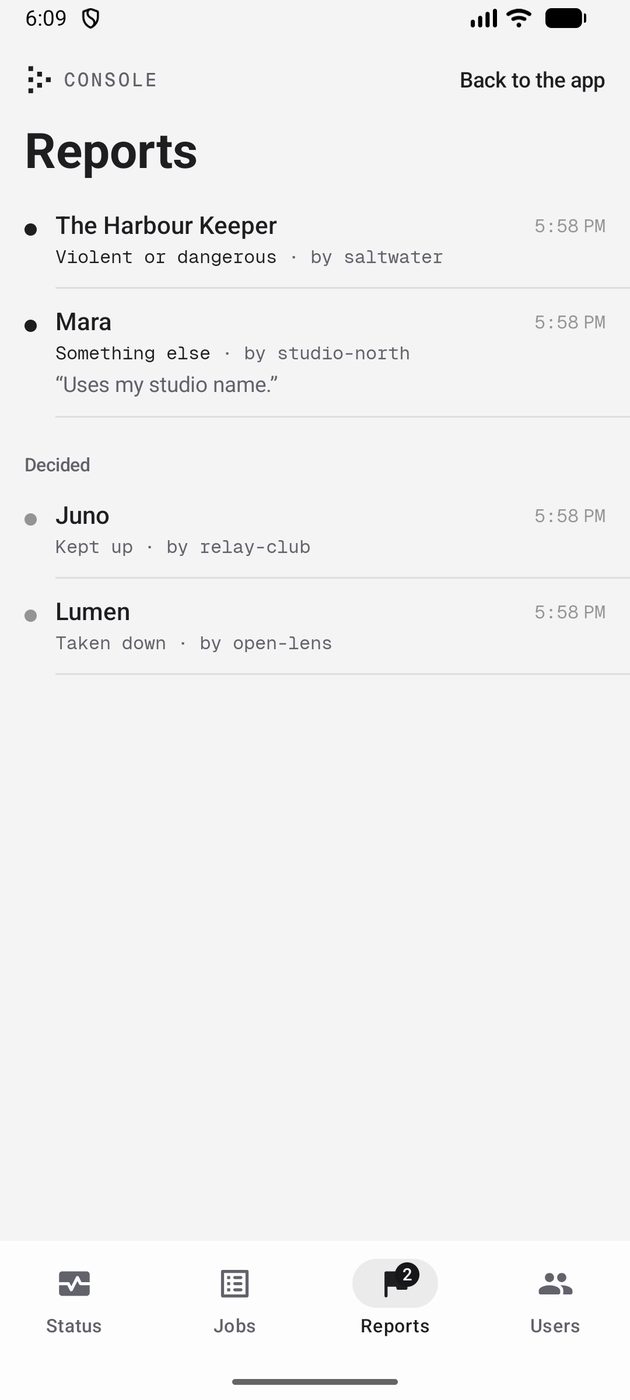 6:09
CONSOLE
Back to the app
Reports
The Harbour Keeper 5:58 PM
Violent or dangerous · by saltwater
Mara 5:58 PM
Something else · by studio-north
“Uses my studio name.”
Decided
Juno 5:58 PM
Kept up · by relay-club
Lumen 5:58 PM
Taken down · by open-lens
2
Status Jobs Reports Users